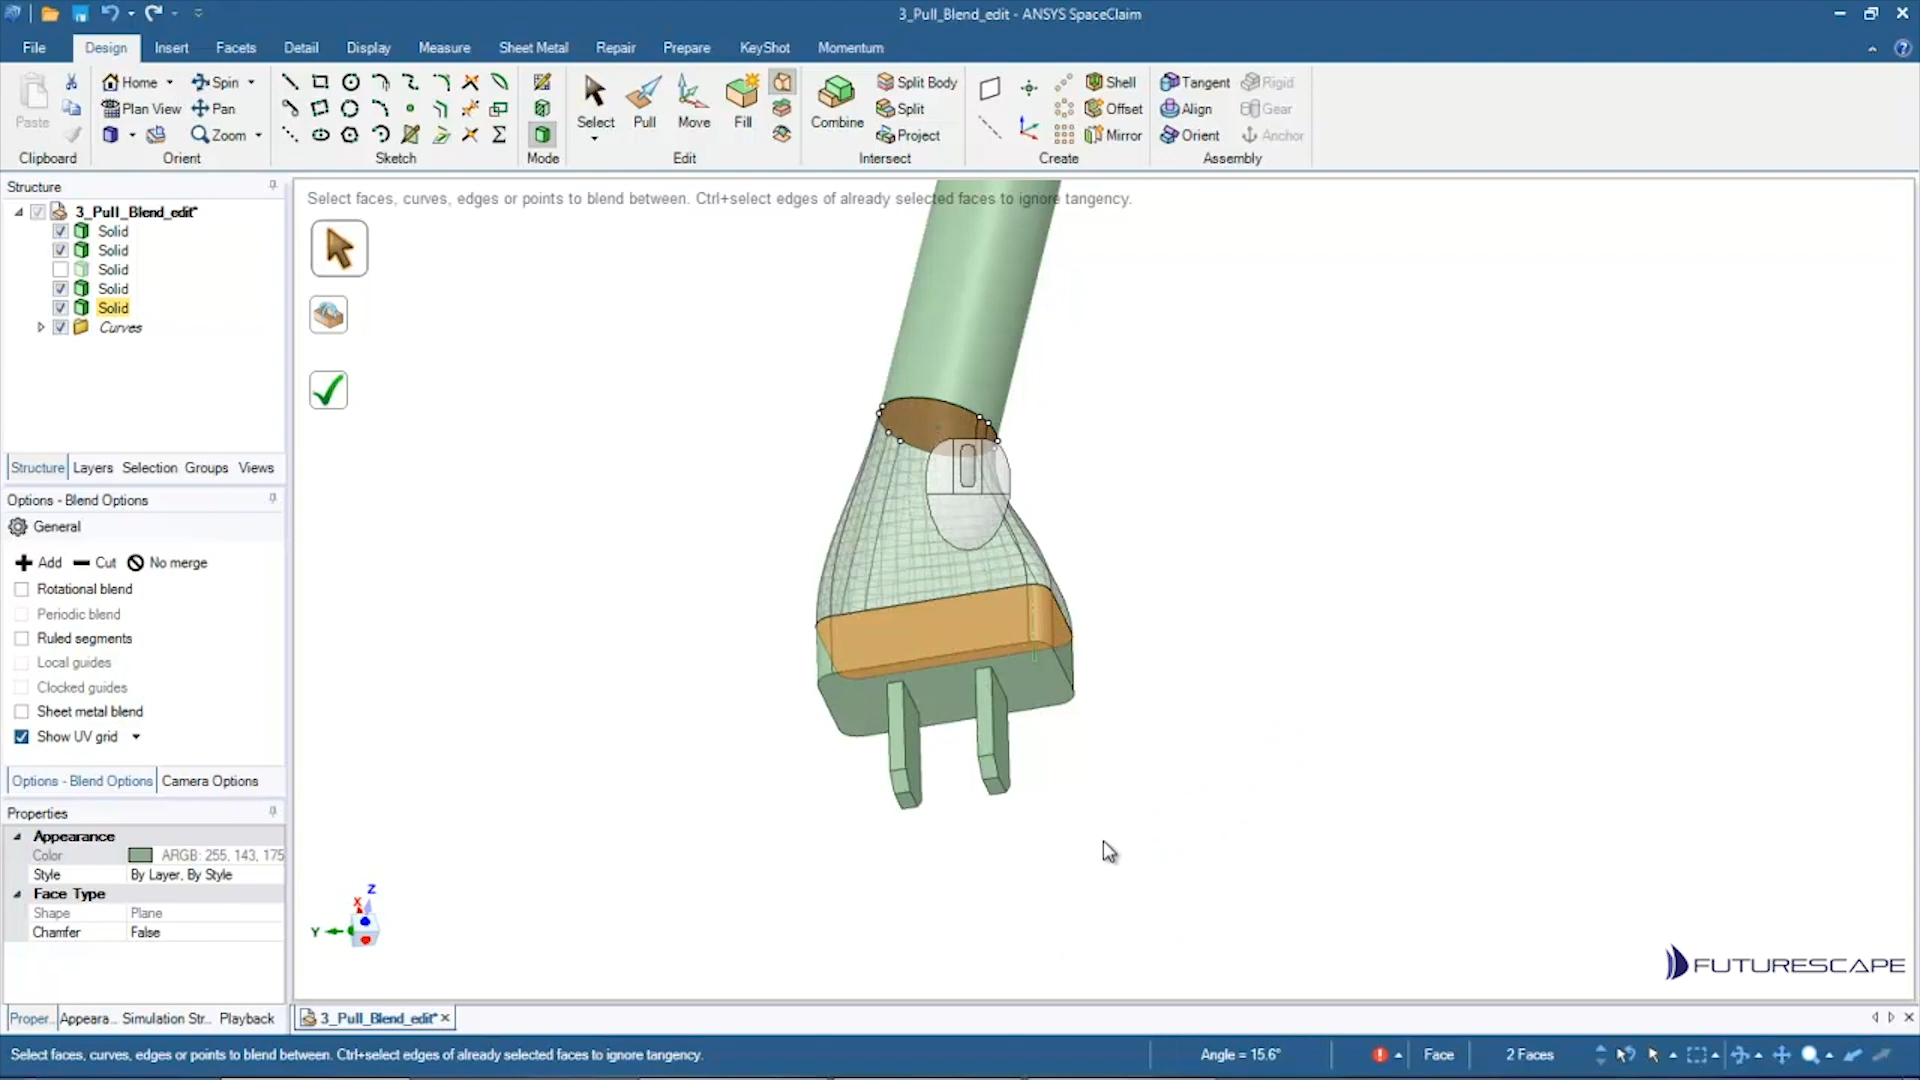 3_Pull_Blend_edit - ANSYS SpaceClaim
File Design Insert Facets Detail Display Measure Sheet Metal Repair Prepare KeyShot Momentum
Paste
Home Spin
Plan View Pan
Zoom
Select Pull Move Fill
Combine
Split Body
Split
Project
Shell
Offset
Mirror
Tangent Rigid
Align Gear
Orient Anchor
Clipboard Orient Sketch Mode Edit Intersect Create Assembly
Structure
3_Pull_Blend_edit*
Solid
Solid
Solid
Solid
Solid
Curves
Structure Layers Selection Groups Views
Options - Blend Options
General
Add Cut No merge
Rotational blend
Periodic blend
Ruled segments
Local guides
Clocked guides
Sheet metal blend
Show UV grid
Options - Blend Options Camera Options
Properties
Appearance
Color ARGB: 255, 143, 175
Style By Layer, By Style
Face Type
Shape Plane
Chamfer False
Proper... Appeara... Simulation Str... Playback
Select faces, curves, edges or points to blend between. Ctrl+select edges of already selected faces to ignore tangency.
Z
X
Y
FUTURESCAPE
3_Pull_Blend_edit*
Select faces, curves, edges or points to blend between. Ctrl+select edges of already selected faces to ignore tangency.
Angle = 15.6°
Face
2 Faces